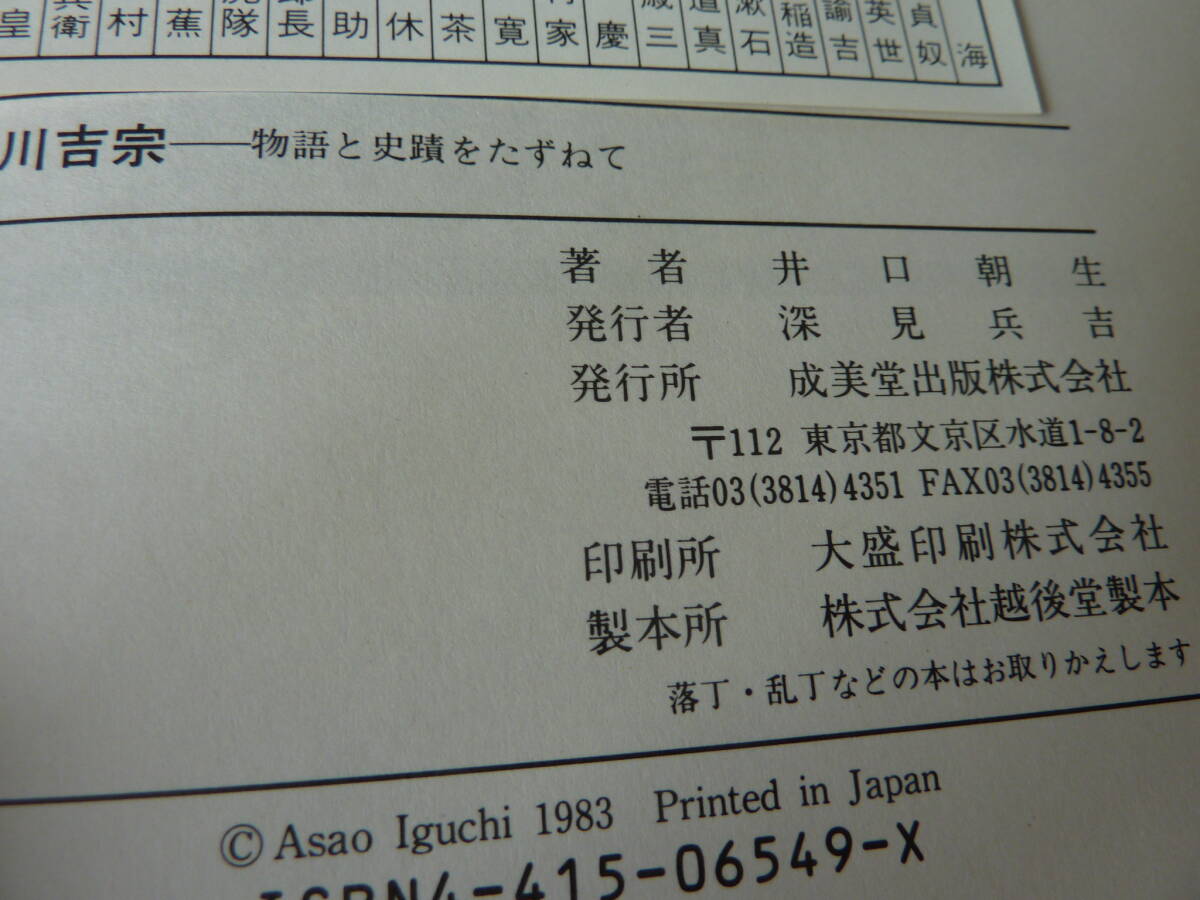 皇 衛 村 蕉 隊 長 助 休 茶 寛 家 慶 三 真 石 稲造 諭吉 英世 貞奴 海
川吉宗――物語と史蹟をたずねて
著者 井口朝生
発行者 深見兵吉
発行所 成美堂出版株式会社
〒112 東京都文京区水道1-8-2
電話03(3814)4351 FAX03(3814)4355
印刷所 大盛印刷株式会社
製本所 株式会社越後堂製本
落丁・乱丁などの本はお取りかえします
© Asao Iguchi 1983 Printed in Japan
ISBN4-415-06549-X